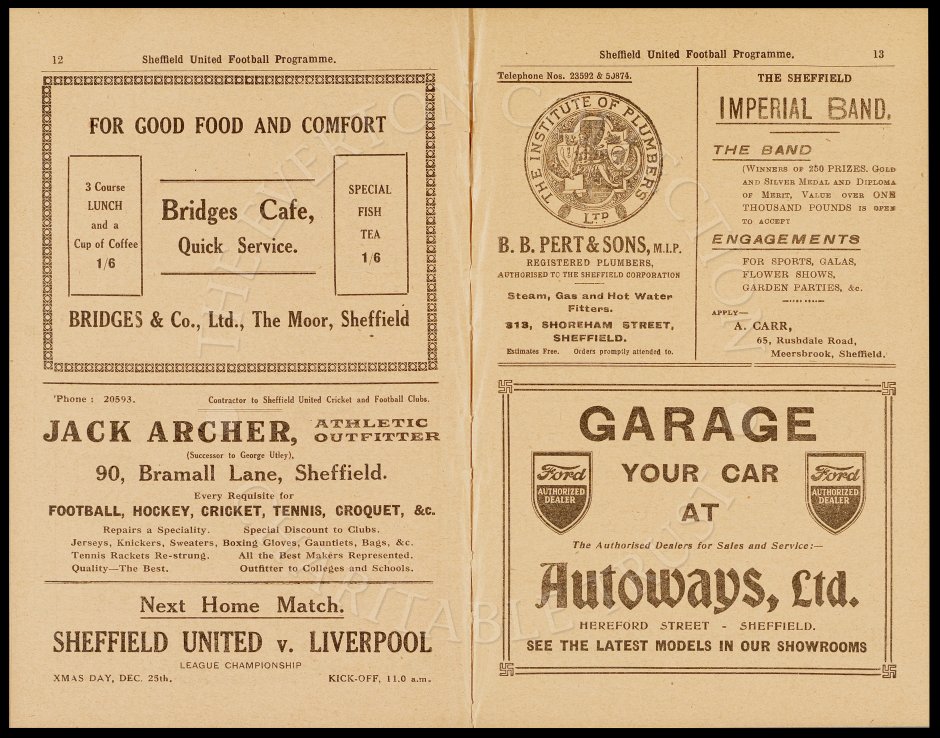 12
Sheffield United Football Programme.
FOR GOOD FOOD AND COMFORT
3 Course
LUNCH
and a
Cup of Coffee
1/6
Bridges Cafe,
Quick Service.
SPECIAL
FISH
TEA
1/6
BRIDGES & Co., Ltd., The Moor, Sheffield
'Phone : 20593.
Contractor to Sheffield United Cricket and Football Clubs.
JACK ARCHER, ATHLETIC OUTFITTER
(Successor to George Utley),
90, Bramall Lane, Sheffield.
Every Requisite for
FOOTBALL, HOCKEY, CRICKET, TENNIS, CROQUET, &c.
Repairs a Speciality. Special Discount to Clubs.
Jerseys, Knickers, Sweaters, Boxing Gloves, Gauntlets, Bags, &c.
Tennis Rackets Re-strung. All the Best Makers Represented.
Quality—The Best. Outfitter to Colleges and Schools.
Next Home Match.
SHEFFIELD UNITED v. LIVERPOOL
LEAGUE CHAMPIONSHIP
XMAS DAY, DEC. 25th. KICK-OFF, 11.0 a.m.
Sheffield United Football Programme.
13
Telephone Nos. 23592 & 50874.
THE INSTITUTE OF PLUMBERS
LTD
B. B. PERT & SONS, M.I.P.
REGISTERED PLUMBERS,
AUTHORISED TO THE SHEFFIELD CORPORATION
Steam, Gas and Hot Water
Fitters.
313, SHOREHAM STREET,
SHEFFIELD.
Estimates Free. Orders promptly attended to.
THE SHEFFIELD
IMPERIAL BAND.
THE BAND
(WINNERS OF 250 PRIZES. GOLD
AND SILVER MEDAL AND DIPLOMA
OF MERIT, VALUE OVER ONE
THOUSAND POUNDS IS OPEN
TO ACCEPT
ENGAGEMENTS
FOR SPORTS, GALAS,
FLOWER SHOWS,
GARDEN PARTIES, &c.
APPLY—
A. CARR,
65, Rushdale Road,
Meersbrook, Sheffield.
GARAGE
YOUR CAR
AT
Ford
AUTHORIZED
DEALER
Ford
AUTHORIZED
DEALER
The Authorised Dealers for Sales and Service:—
Autoways, Ltd.
HEREFORD STREET - SHEFFIELD.
SEE THE LATEST MODELS IN OUR SHOWROOMS
THE EVERTON COLLECTION
CHARITABLE TRUST